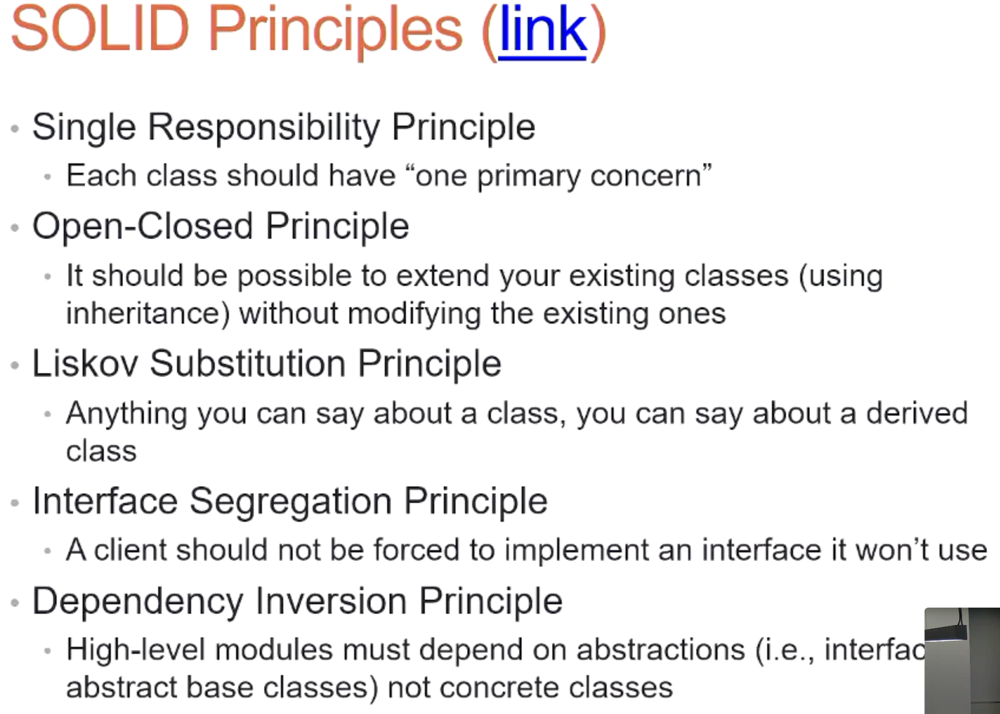 SOLID Principles (link)
Single Responsibility Principle
Each class should have “one primary concern”
Open-Closed Principle
It should be possible to extend your existing classes (using
inheritance) without modifying the existing ones
Liskov Substitution Principle
Anything you can say about a class, you can say about a derived
class
Interface Segregation Principle
A client should not be forced to implement an interface it won’t use
Dependency Inversion Principle
High-level modules must depend on abstractions (i.e.,
abstract base classes) not concrete classes